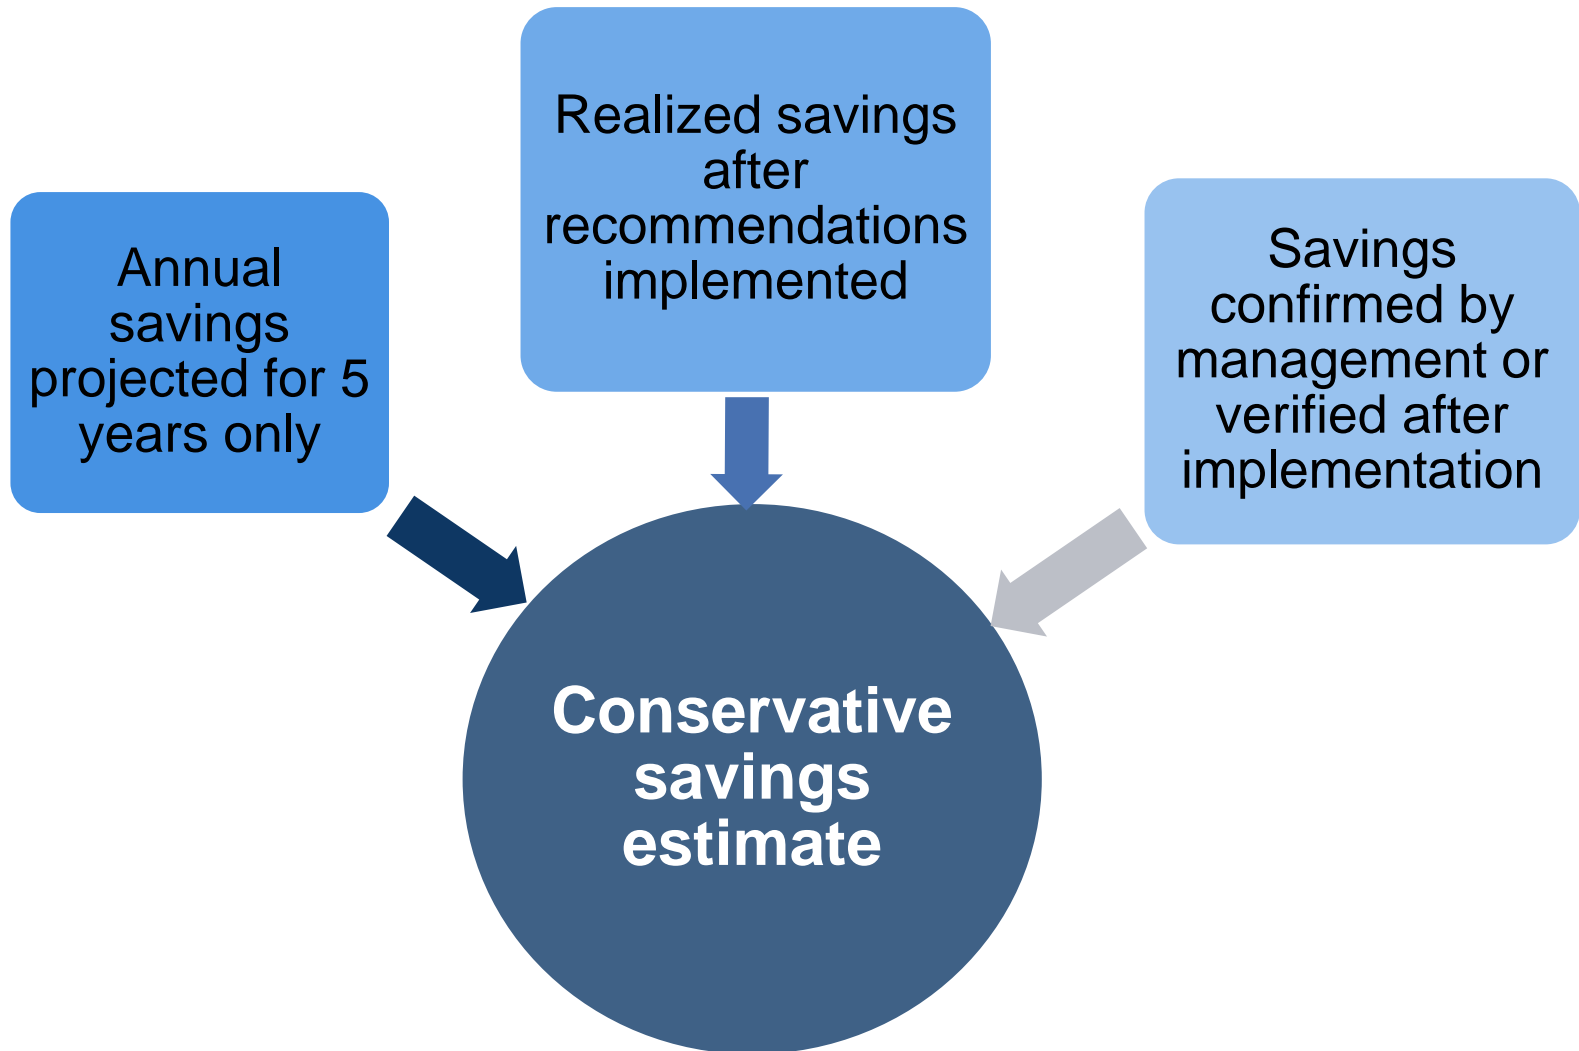 Annual
savings
projected for 5
years only
Realized savings
after
recommendations
implemented
Savings
confirmed by
management or
verified after
implementation
Conservative
savings
estimate